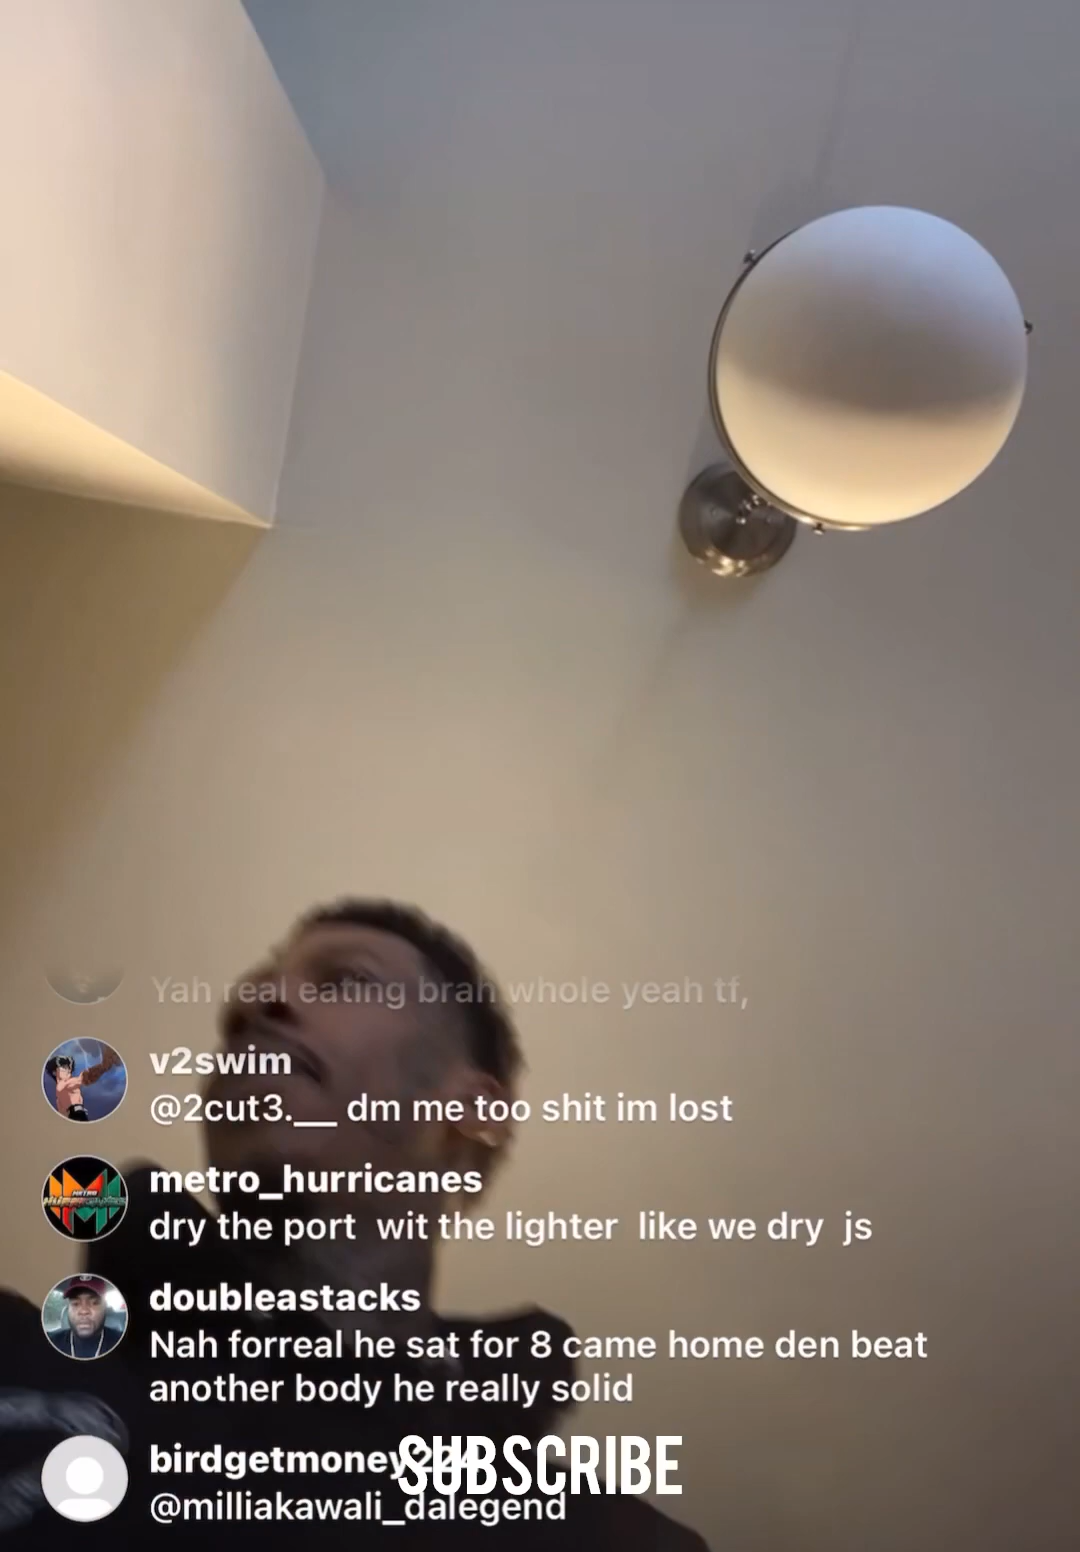 Yah real eating brah whole yeah tf,
v2swim
@2cut3.__ dm me too shit im lost
metro_hurricanes
dry the port wit the lighter like we dry js
doubleastacks
Nah forreal he sat for 8 came home den beat
another body he really solid
birdgetmoney224
SUBSCRIBE
@milliakawali_dalegend